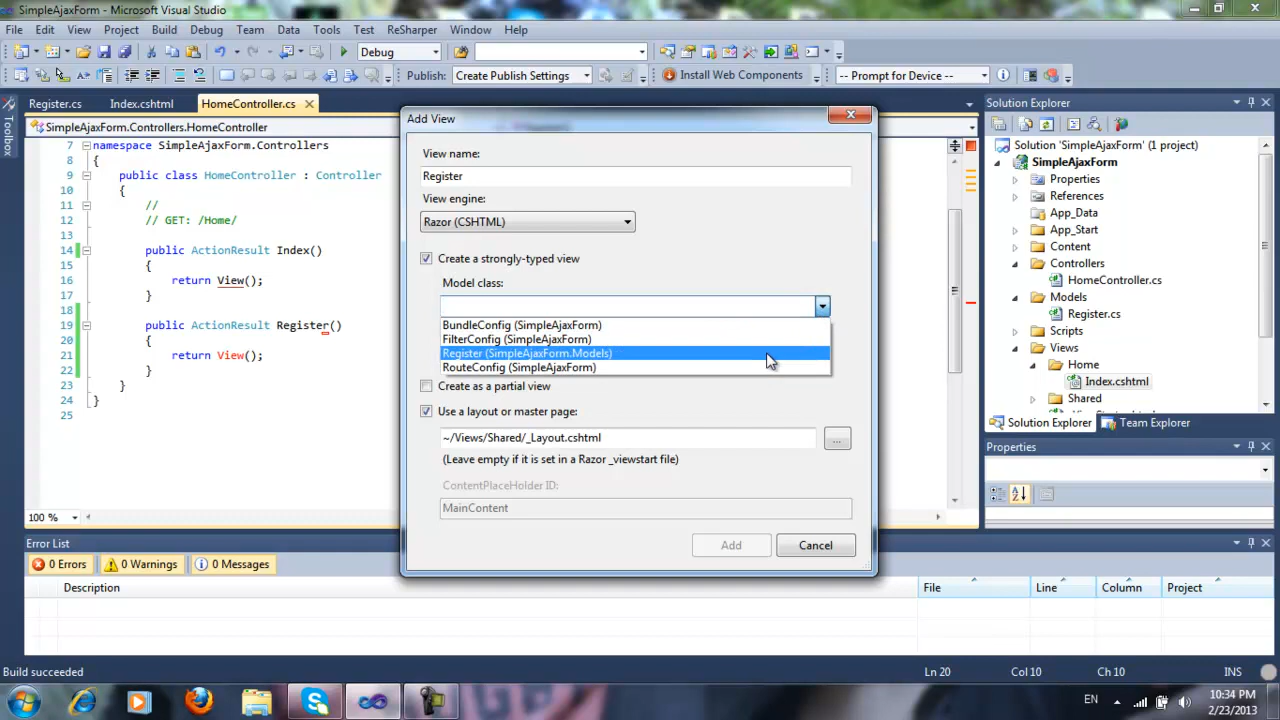 SimpleAjaxForm - Microsoft Visual Studio
File Edit View Project Build Debug Team Data Tools Test ReSharper Window Help
Debug
Publish: Create Publish Settings Install Web Components -- Prompt for Device --
Register.cs Index.cshtml HomeController.cs
SimpleAjaxForm.Controllers.HomeController
7 namespace SimpleAjaxForm.Controllers
8 {
9 public class HomeController : Controller
10 {
11 //
12 // GET: /Home/
13
14 public ActionResult Index()
15 {
16 return View();
17 }
18
19 public ActionResult Register()
20 {
21 return View();
22 }
23 }
24 }
25
100 %
Toolbox
Add View
View name:
Register
View engine:
Razor (CSHTML)
Create a strongly-typed view
Model class:
BundleConfig (SimpleAjaxForm)
FilterConfig (SimpleAjaxForm)
Register (SimpleAjaxForm.Models)
RouteConfig (SimpleAjaxForm)
Create as a partial view
Use a layout or master page:
~/Views/Shared/_Layout.cshtml
...
(Leave empty if it is set in a Razor _viewstart file)
ContentPlaceHolder ID:
MainContent
Add Cancel
Solution Explorer
Solution 'SimpleAjaxForm' (1 project)
SimpleAjaxForm
Properties
References
App_Data
App_Start
Content
Controllers
HomeController.cs
Models
Register.cs
Scripts
Views
Home
Index.cshtml
Shared
Solution Explorer Team Explorer
Properties
Error List
0 Errors 0 Warnings 0 Messages
Description File Line Column Project
Build succeeded Ln 20 Col 10 Ch 10 INS
EN 10:34 PM
2/23/2013